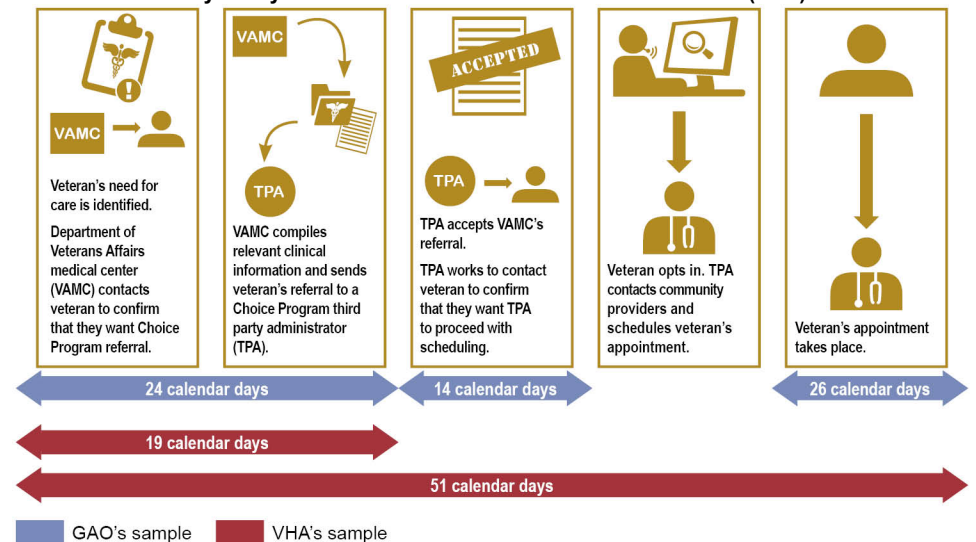 VAMC
Veteran's need for
care is identified.
Department of
Veterans Affairs
medical center
(VAMC) contacts
veteran to confirm
that they want Choice
Program referral.
VAMC
TPA
VAMC compiles
relevant clinical
information and sends
veteran's referral to a
Choice Program third
party administrator
(TPA).
ACCEPTED
TPA
TPA accepts VAMC's
referral.
TPA works to contact
veteran to confirm
that they want TPA
to proceed with
scheduling.
Veteran opts in. TPA
contacts community
providers and
schedules veteran's
appointment.
Veteran's appointment
takes place.
24 calendar days
14 calendar days
26 calendar days
19 calendar days
51 calendar days
GAO's sample
VHA's sample